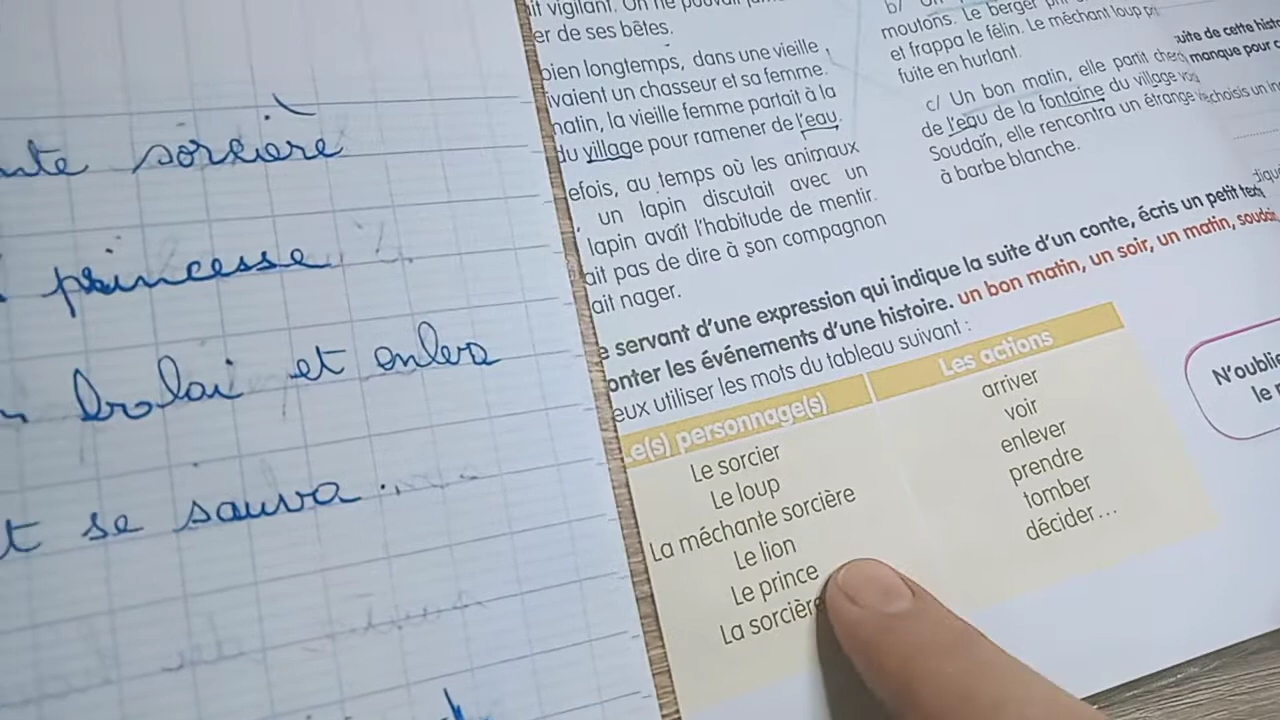 sorcière
princesse
balai et enleva
se sauva.
vigilant. On ne pouvait
er de ses bêtes.
bien longtemps, dans une vieille
vaient un chasseur et sa femme.
matin, la vieille femme partait à la
du village pour ramener de l'eau.
efois, au temps où les animaux
un lapin discutait avec un
lapin avait l'habitude de mentir.
ait pas de dire à son compagnon
ait nager.
b/ Un
moutons. Le berger prit
et frappa le félin. Le méchant loup prit
fuite en hurlant.
c/ Un bon matin, elle partit cherch
de l'eau de la fontaine du village
Soudain, elle rencontra un étrange
à barbe blanche.
suite de cette hist
manque pour
choisis un
servant d'une expression qui indique la suite d'un conte, écris un petit texte
onter les événements d'une histoire. un bon matin, un soir, un matin, soudain
eux utiliser les mots du tableau suivant :
Le(s) personnage(s)
Les actions
Le sorcier
Le loup
La méchante sorcière
Le lion
Le prince
La sorcière
arriver
voir
enlever
prendre
tomber
décider...
N'oublie
le